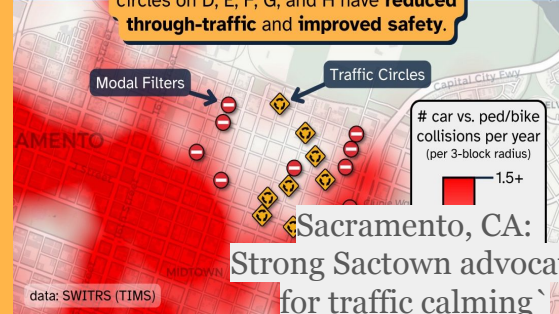 circles on D, E, F, G, and H have reduced
through-traffic and improved safety.
Modal Filters
Traffic Circles
Capital City Fwy
# car vs. ped/bike
collisions per year
(per 3-block radius)
1.5+
AMENTO
MIDTOWN
data: SWITRS (TIMS)
Sacramento, CA:
Strong Sactown advoca
for traffic calming`